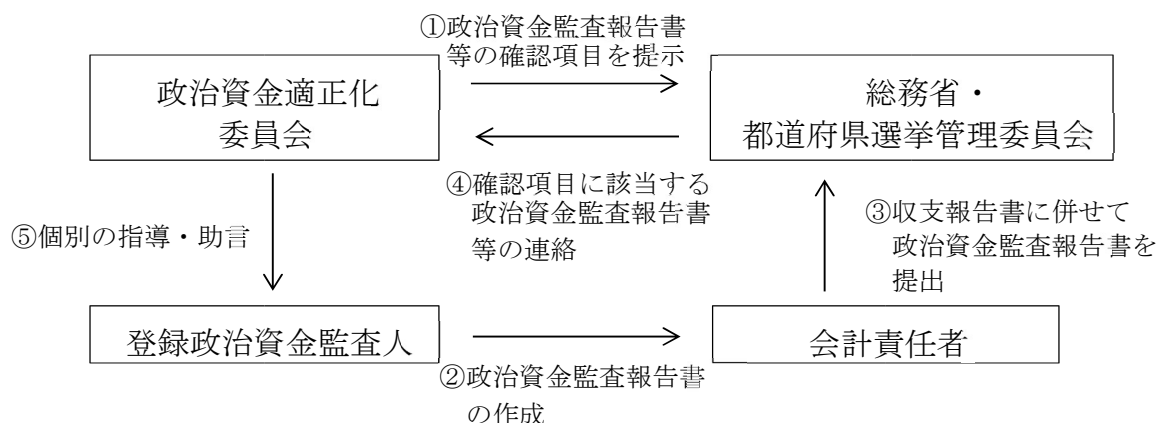 ①政治資金監査報告書
等の確認項目を提示
政治資金適正化
委員会
総務省・
都道府県選挙管理委員会
④確認項目に該当する
政治資金監査報告書
等の連絡
③収支報告書に併せて
政治資金監査報告書を
提出
⑤個別の指導・助言
登録政治資金監査人
会計責任者
②政治資金監査報告書
の作成